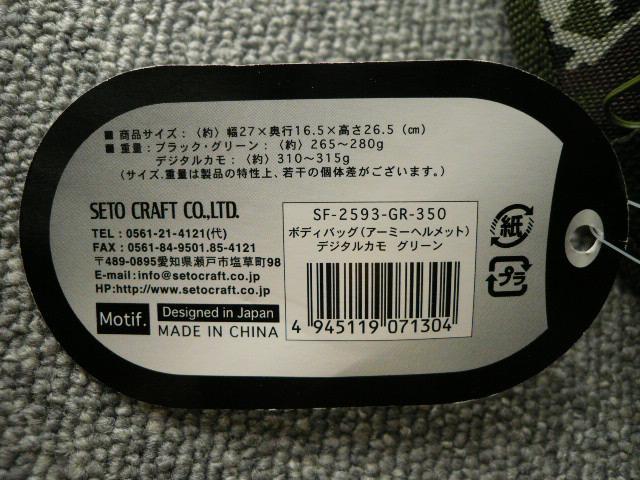 ■ 商品サイズ：〈約〉幅27×奥行16.5×高さ26.5（㎝）
■ 重量：ブラック・グリーン：〈約〉265～280g
デジタルカモ：〈約〉310～315g
（サイズ.重量は製品の特性上、若干の個体差がございます。）
SETO CRAFT CO.,LTD.
TEL : 0561-21-4121(代)
FAX : 0561-84-9501.85-4121
〒489-0895愛知県瀬戸市塩草町98
E-mail:info@setocraft.co.jp
HP:http://www.setocraft.co.jp
Motif.
Designed in Japan
MADE IN CHINA
SF-2593-GR-350
ボディバッグ(アーミーヘルメット)
デジタルカモ グリーン
4 945119 071304
紙
プラ